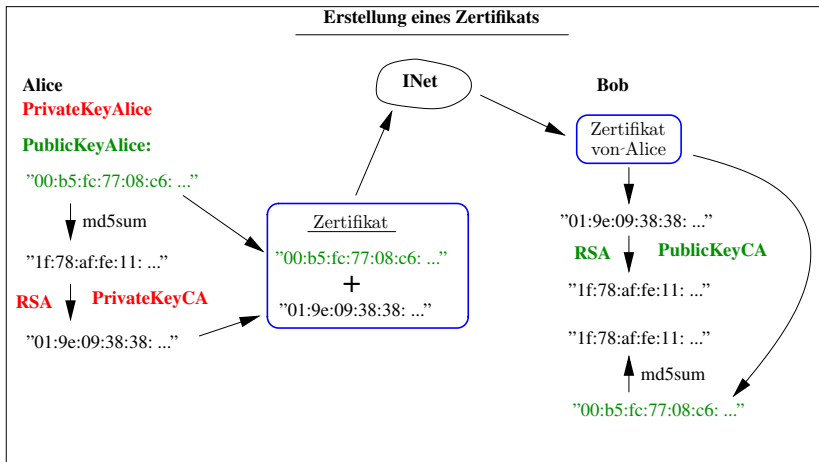 Erstellung eines Zertifikats
Alice
PrivateKeyAlice
PublicKeyAlice:
"00:b5:fc:77:08:c6: ..."
md5sum
"1f:78:af:fe:11: ..."
RSA
PrivateKeyCA
"01:9e:09:38:38: ..."
Zertifikat
"00:b5:fc:77:08:c6: ..."
+
"01:9e:09:38:38: ..."
INet
Bob
Zertifikat
von-Alice
"01:9e:09:38:38: ..."
RSA
PublicKeyCA
"1f:78:af:fe:11: ..."
"1f:78:af:fe:11: ..."
md5sum
"00:b5:fc:77:08:c6: ..."